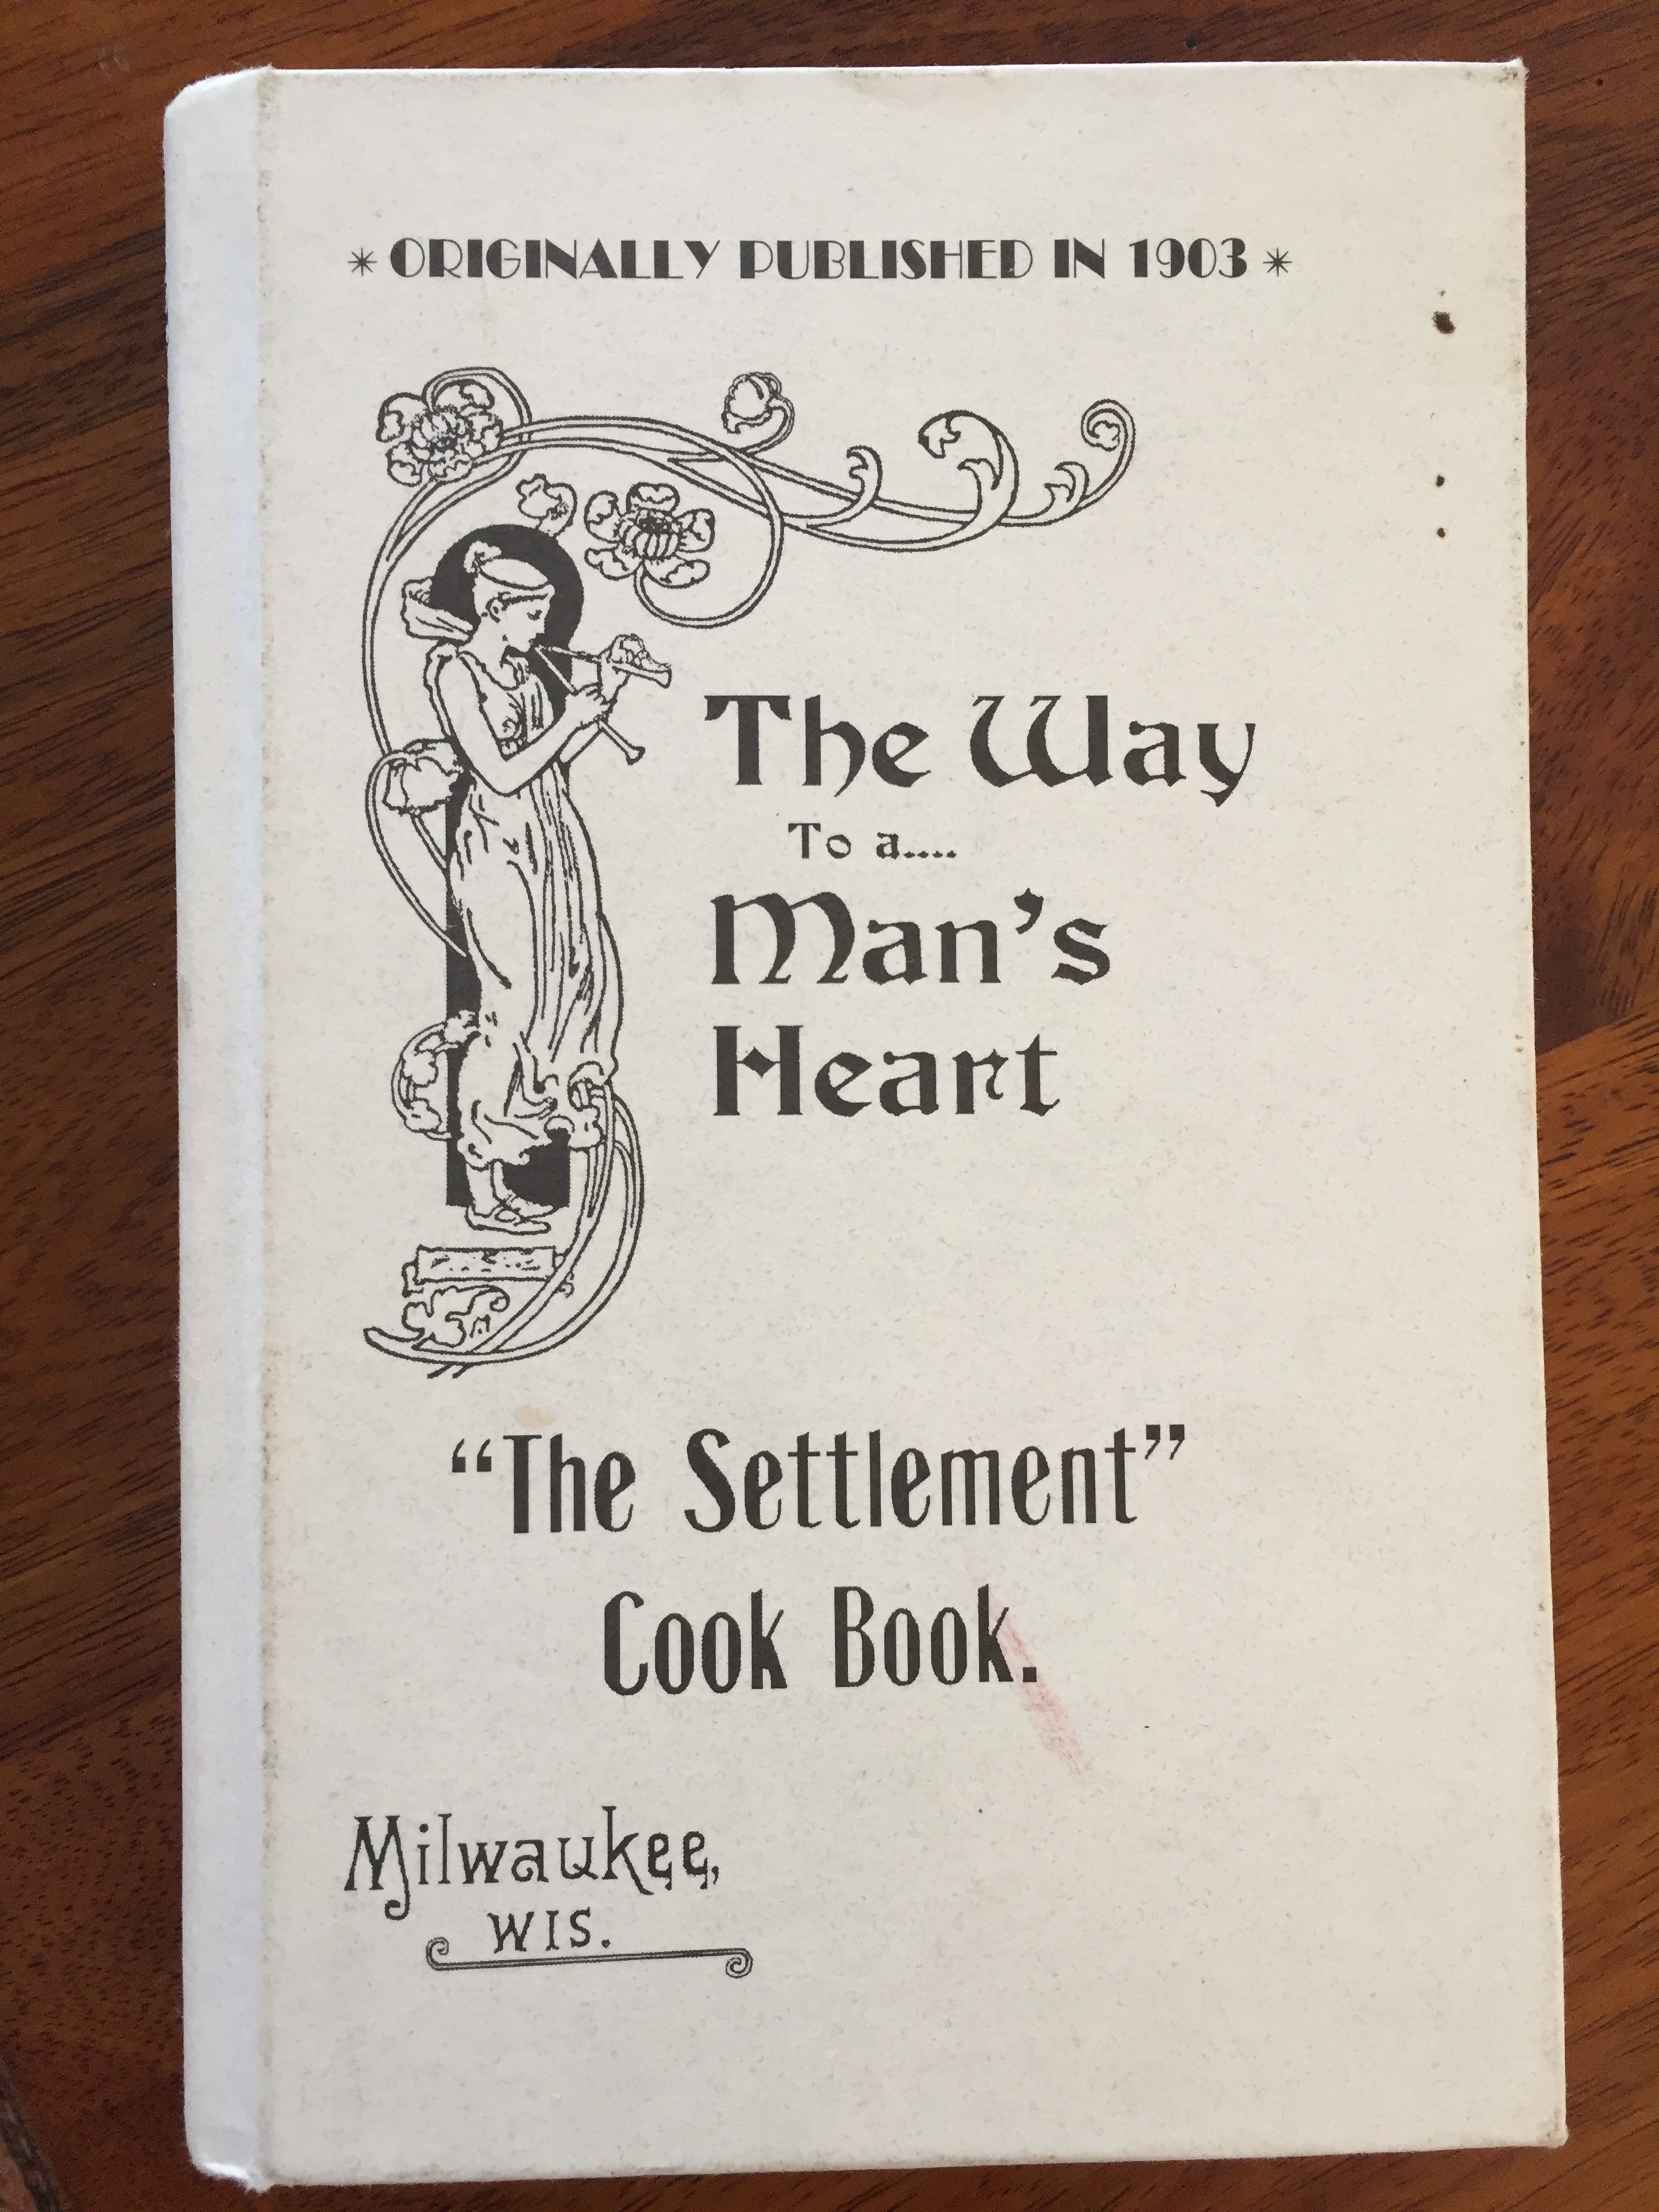 ✴ ORIGINALLY PUBLISHED IN 1903 ✴
The Way
To a....
Man's
Heart
“The Settlement”
Cook Book.
Milwaukee,
WIS.